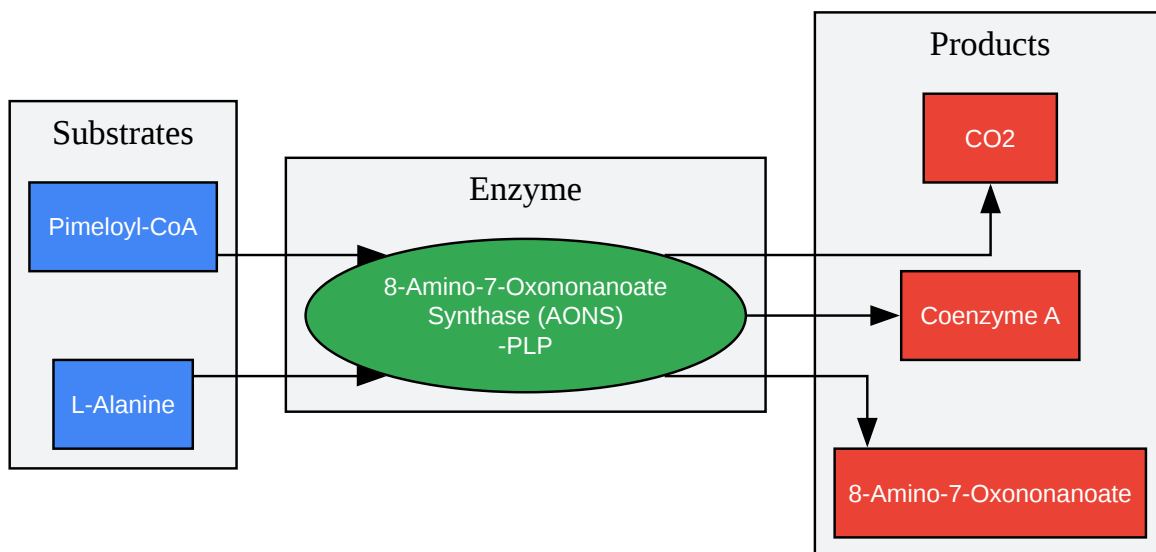 Substrates
Pimeloyl-CoA
L-Alanine
Enzyme
8-Amino-7-Oxononanoate
Synthase (AONS)
-PLP
Products
CO2
Coenzyme A
8-Amino-7-Oxononanoate